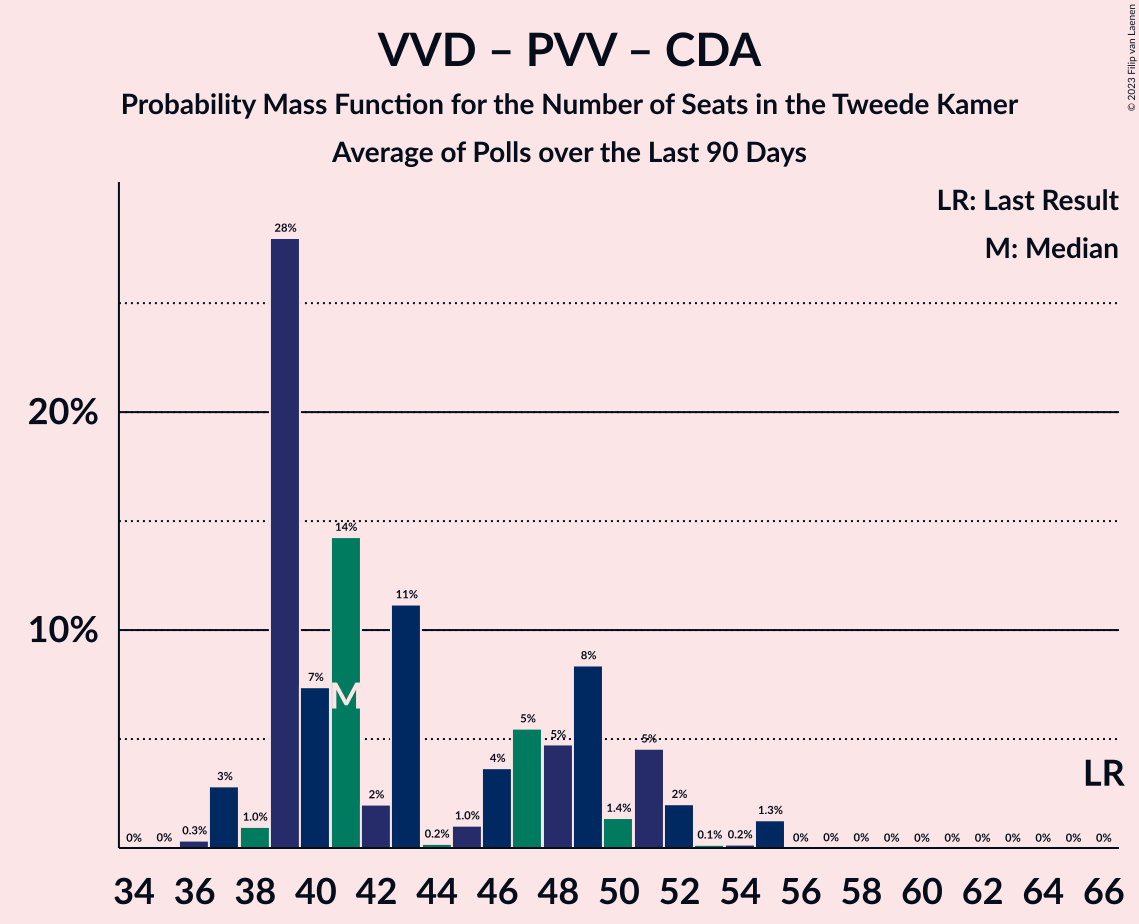 VVD – PVV – CDA
Probability Mass Function for the Number of Seats in the Tweede Kamer
Average of Polls over the Last 90 Days
© 2023 Filip van Laenen
LR: Last Result
M: Median
20%
10%
0% 0% 0.3% 3% 1.0% 28% 7% 14% 2% 11% 0.2% 1.0% 4% 5% 5% 8% 1.4% 5% 2% 0.1% 0.2% 1.3% 0% 0% 0% 0% 0% 0% 0% 0% 0% 0% 0%
M
LR
34 36 38 40 42 44 46 48 50 52 54 56 58 60 62 64 66